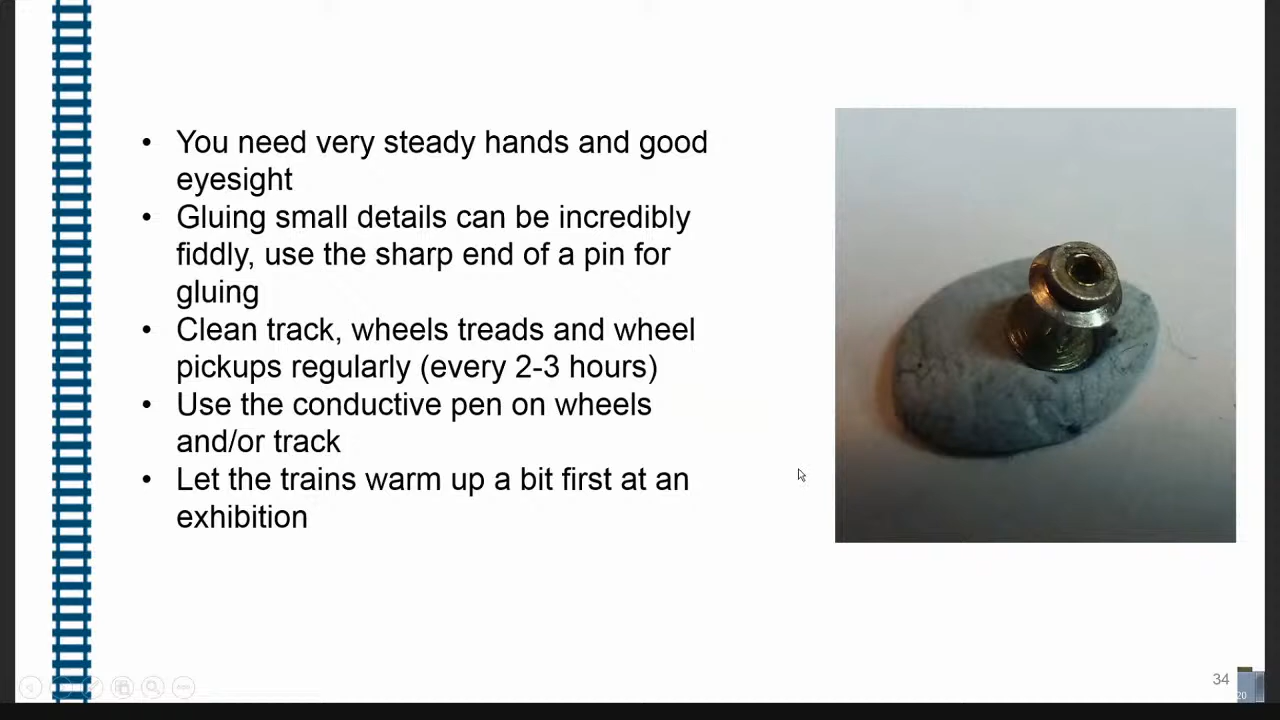 • You need very steady hands and good
eyesight
• Gluing small details can be incredibly
fiddly, use the sharp end of a pin for
gluing
• Clean track, wheels treads and wheel
pickups regularly (every 2-3 hours)
• Use the conductive pen on wheels
and/or track
• Let the trains warm up a bit first at an
exhibition
34
20